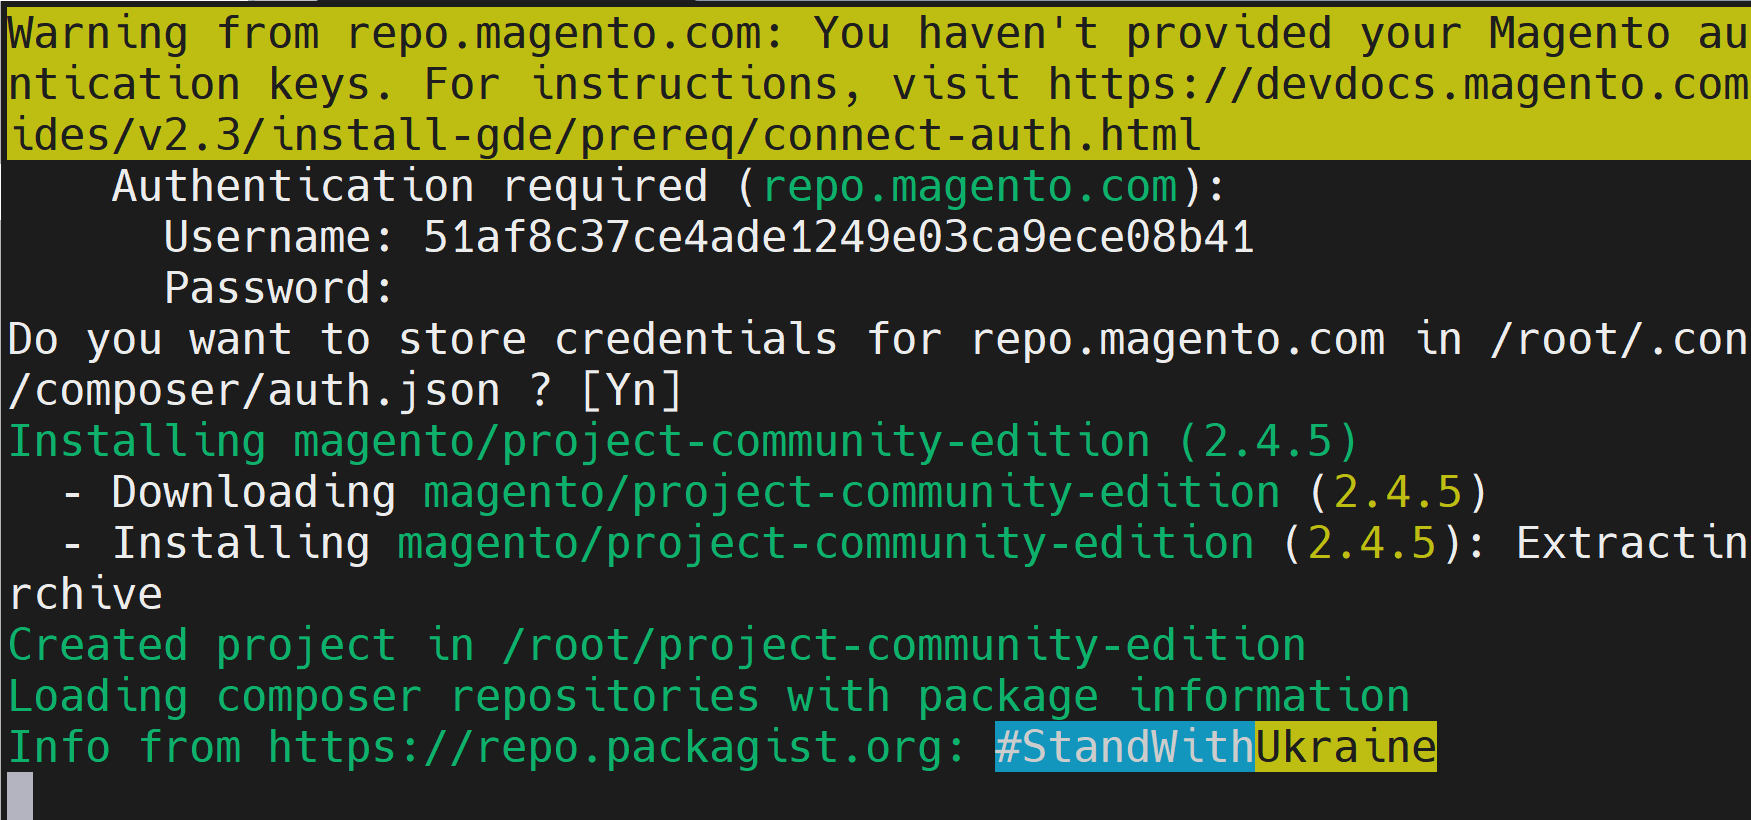 Warning from repo.magento.com: You haven't provided your Magento au
ntication keys. For instructions, visit https://devdocs.magento.com
ides/v2.3/install-gde/prereq/connect-auth.html
Authentication required (repo.magento.com):
Username: 51af8c37ce4ade1249e03ca9ece08b41
Password:
Do you want to store credentials for repo.magento.com in /root/.con
/composer/auth.json ? [Yn]
Installing magento/project-community-edition (2.4.5)
- Downloading magento/project-community-edition (2.4.5)
- Installing magento/project-community-edition (2.4.5): Extractin
rchive
Created project in /root/project-community-edition
Loading composer repositories with package information
Info from https://repo.packagist.org: #StandWithUkraine